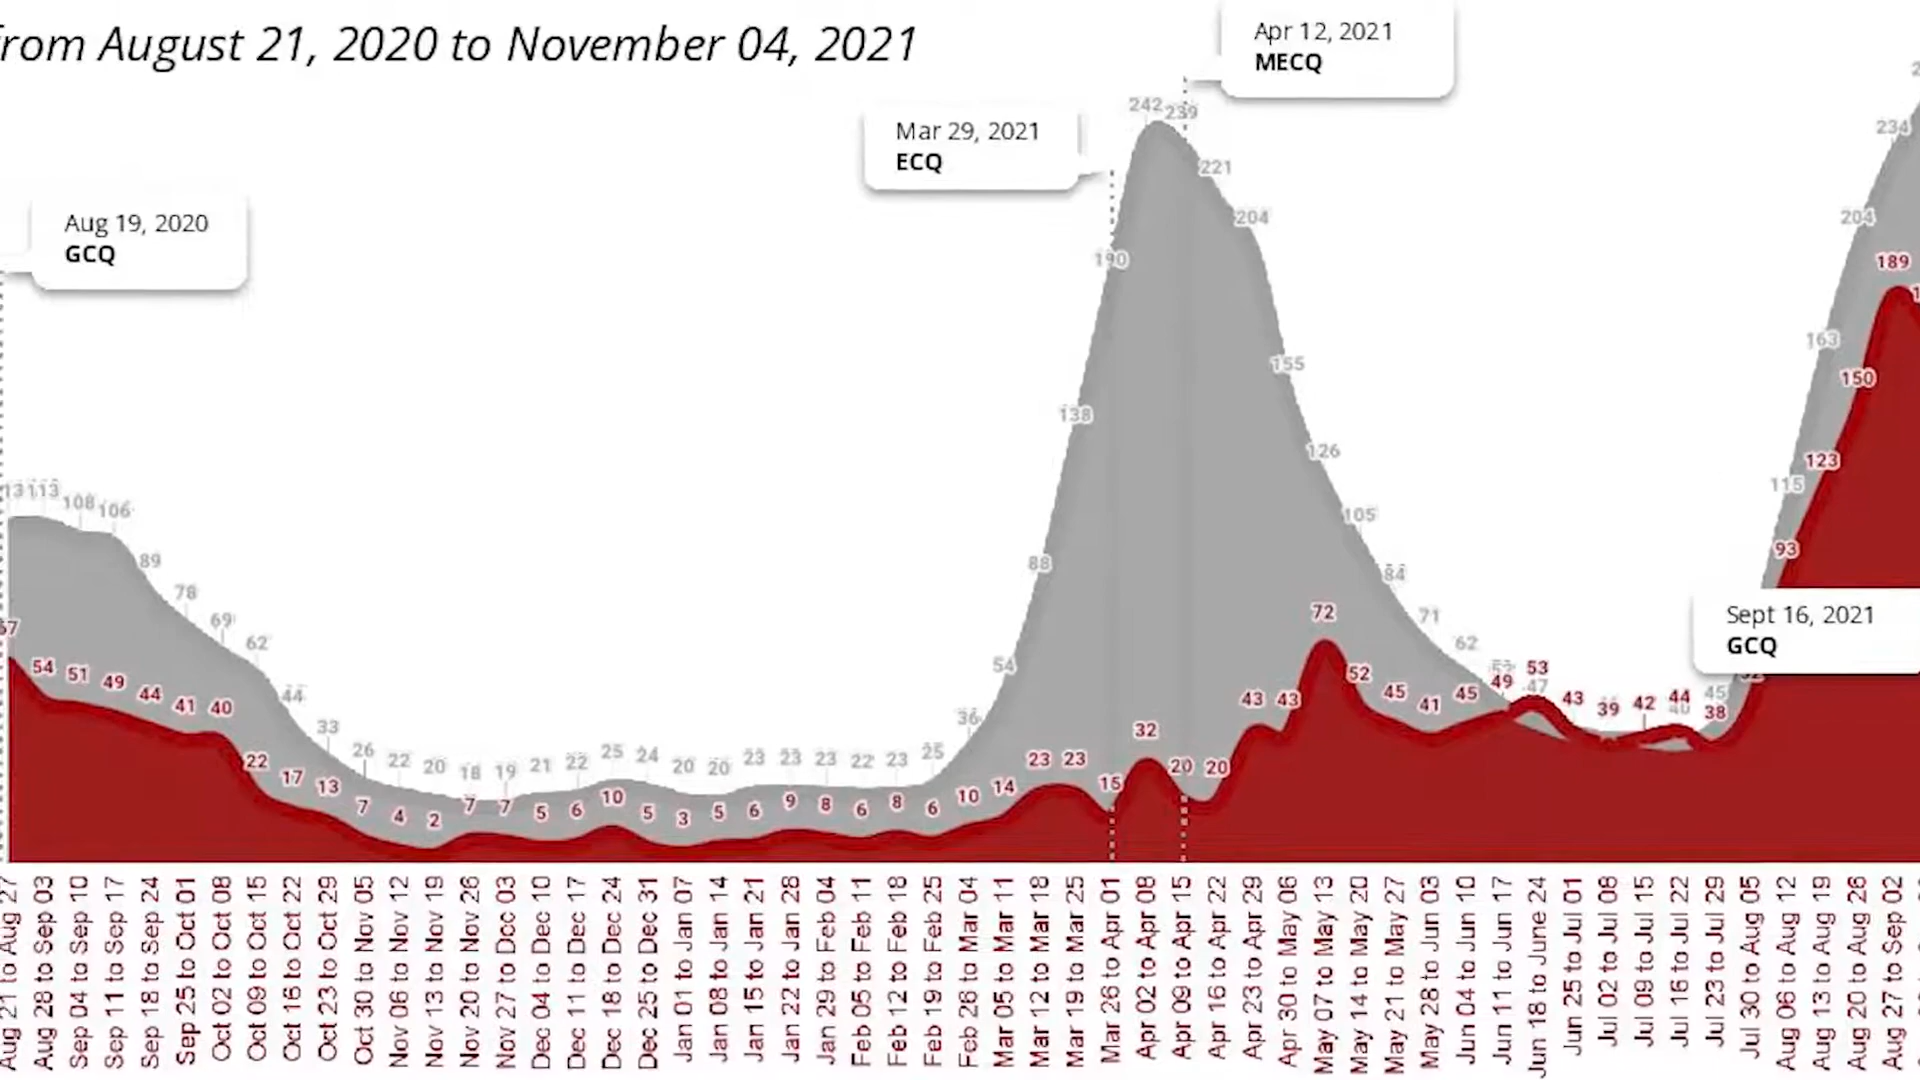 from August 21, 2020 to November 04, 2021
Apr 12, 2021
MECQ
Mar 29, 2021
ECQ
Aug 19, 2020
GCQ
Sept 16, 2021
GCQ
113 108 106 89 78 69 62 44 33 26 22 20 18 19 21 22 25 24 20 20 23 23 23 22 23 25 36 54 88 138 190 242 239 221 204 155 126 105 84 71 62 47 40 45 115 163 204 234
54 51 49 44 41 40 22 17 13 7 4 2 7 7 5 6 10 5 3 5 6 9 8 6 8 6 10 14 23 23 15 32 20 20 43 43 72 52 45 41 45 49 53 43 39 42 44 38 93 123 150 189
Aug 21 to Aug 27
Aug 28 to Sep 03
Sep 04 to Sep 10
Sep 11 to Sep 17
Sep 18 to Sep 24
Sep 25 to Oct 01
Oct 02 to Oct 08
Oct 09 to Oct 15
Oct 16 to Oct 22
Oct 23 to Oct 29
Oct 30 to Nov 05
Nov 06 to Nov 12
Nov 13 to Nov 19
Nov 20 to Nov 26
Nov 27 to Dec 03
Dec 04 to Dec 10
Dec 11 to Dec 17
Dec 18 to Dec 24
Dec 25 to Dec 31
Jan 01 to Jan 07
Jan 08 to Jan 14
Jan 15 to Jan 21
Jan 22 to Jan 28
Jan 29 to Feb 04
Feb 05 to Feb 11
Feb 12 to Feb 18
Feb 19 to Feb 25
Feb 26 to Mar 04
Mar 05 to Mar 11
Mar 12 to Mar 18
Mar 19 to Mar 25
Mar 26 to Apr 01
Apr 02 to Apr 08
Apr 09 to Apr 15
Apr 16 to Apr 22
Apr 23 to Apr 29
Apr 30 to May 06
May 07 to May 13
May 14 to May 20
May 21 to May 27
May 28 to Jun 03
Jun 04 to Jun 10
Jun 11 to Jun 17
Jun 18 to June 24
Jun 25 to Jul 01
Jul 02 to Jul 08
Jul 09 to Jul 15
Jul 16 to Jul 22
Jul 23 to Jul 29
Jul 30 to Aug 05
Aug 06 to Aug 12
Aug 13 to Aug 19
Aug 20 to Aug 26
Aug 27 to Sep 02